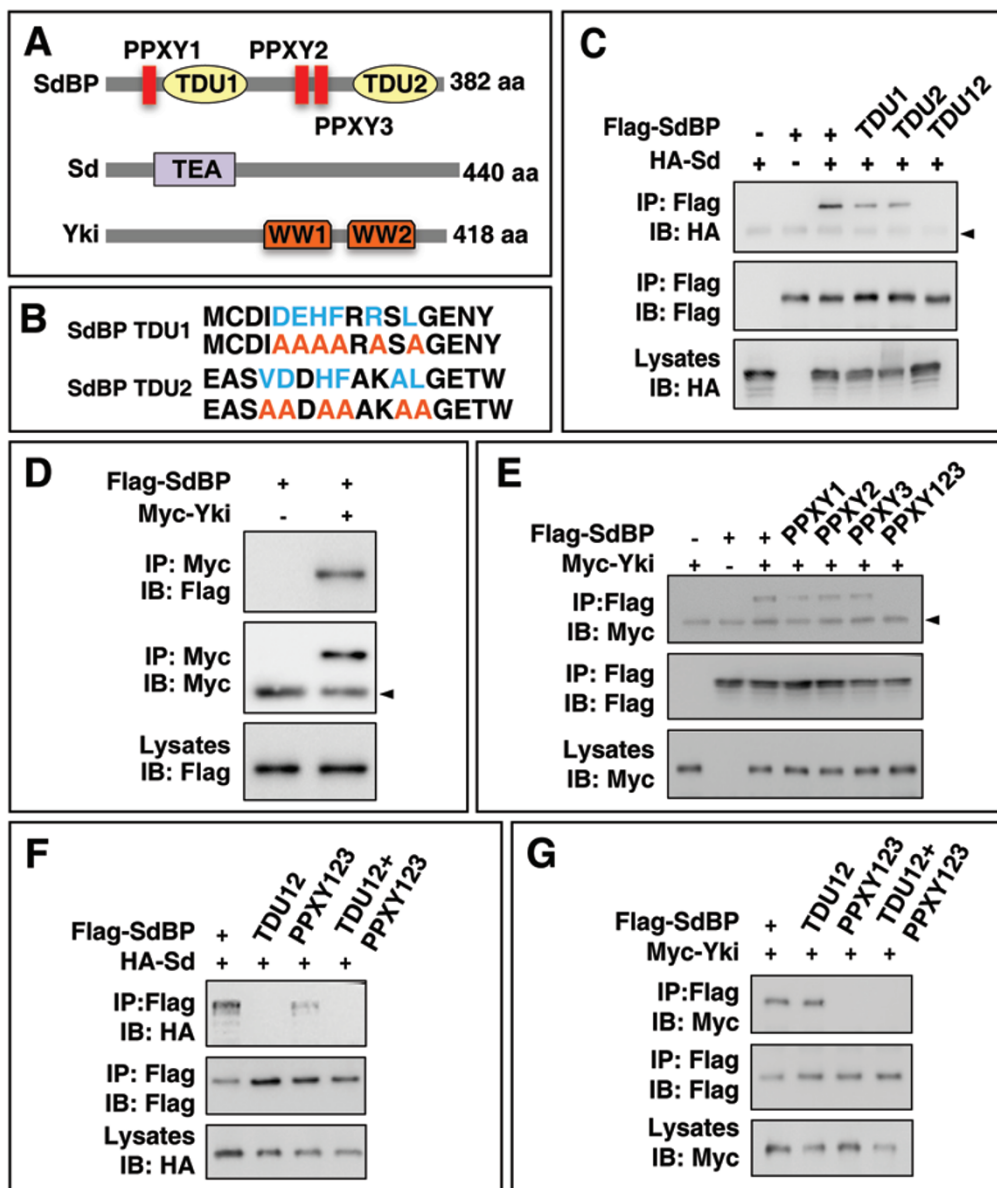 A
PPXY1 PPXY2
SdBP TDU1 TDU2 382 aa
PPXY3
Sd TEA 440 aa
Yki WW1 WW2 418 aa
B
SdBP TDU1 MCDIDEHFRRSLGENY
MCDIAAAARASAGENY
SdBP TDU2 EASVDDHFAKALGETW
EASAADAAAKAAGETW
C
TDU1 TDU2 TDU12
Flag-SdBP - + +
HA-Sd + - + + + +
IP: Flag
IB: HA
IP: Flag
IB: Flag
Lysates
IB: HA
D
Flag-SdBP + +
Myc-Yki - +
IP: Myc
IB: Flag
IP: Myc
IB: Myc
Lysates
IB: Flag
E
PPXY1 PPXY2 PPXY3 PPXY123
Flag-SdBP - + +
Myc-Yki + - + + + + +
IP:Flag
IB: Myc
IP: Flag
IB: Flag
Lysates
IB: Myc
F
TDU12 PPXY123 TDU12+
PPXY123
Flag-SdBP +
HA-Sd + + + +
IP:Flag
IB: HA
IP: Flag
IB: Flag
Lysates
IB: HA
G
TDU12 PPXY123 TDU12+
PPXY123
Flag-SdBP +
Myc-Yki + + + +
IP:Flag
IB: Myc
IP: Flag
IB: Flag
Lysates
IB: Myc